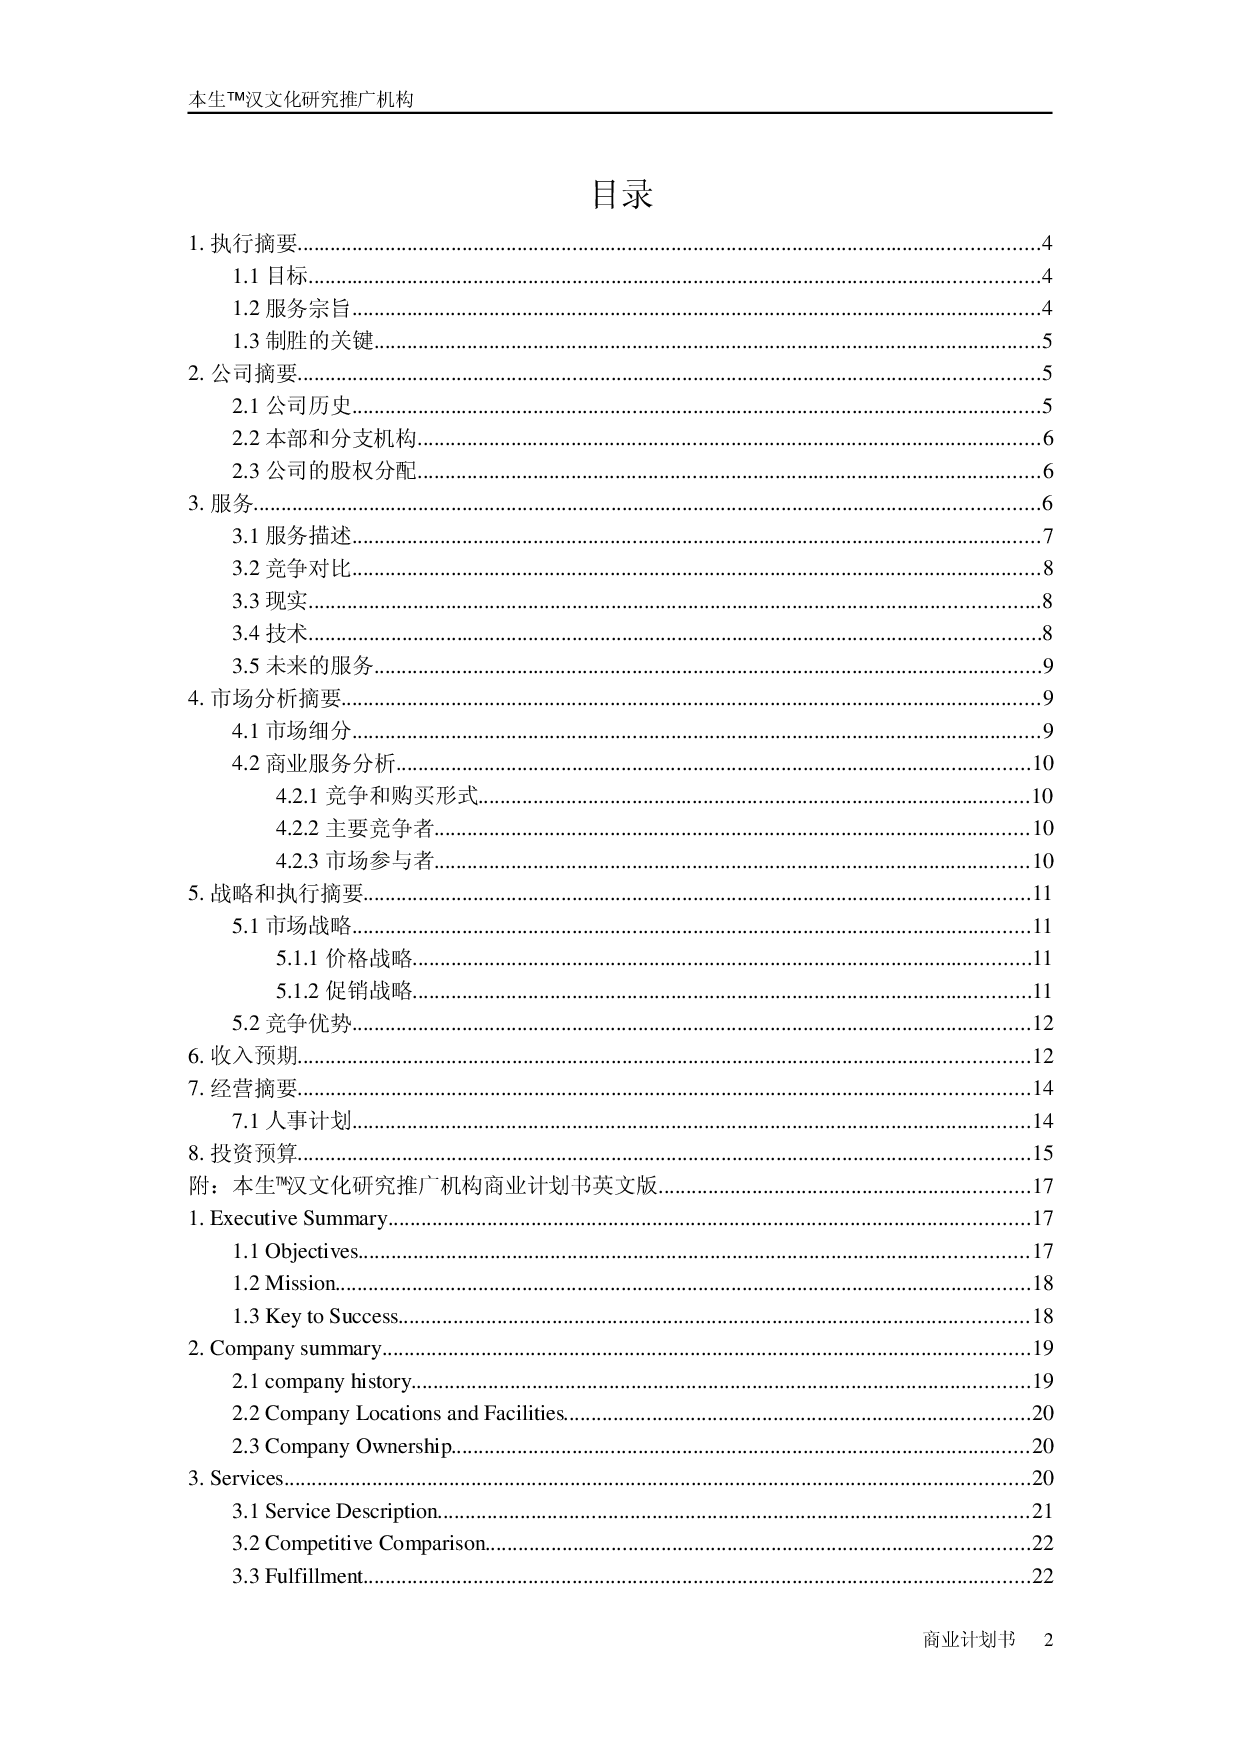 本生™汉文化研究推广机构
目录
1. 执行摘要........................................4
1.1 目标........................................4
1.2 服务宗旨........................................4
1.3 制胜的关键........................................5
2. 公司摘要........................................5
2.1 公司历史........................................5
2.2 本部和分支机构........................................6
2.3 公司的股权分配........................................6
3. 服务........................................6
3.1 服务描述........................................7
3.2 竞争对比........................................8
3.3 现实........................................8
3.4 技术........................................8
3.5 未来的服务........................................9
4. 市场分析摘要........................................9
4.1 市场细分........................................9
4.2 商业服务分析........................................10
4.2.1 竞争和购买形式........................................10
4.2.2 主要竞争者........................................10
4.2.3 市场参与者........................................10
5. 战略和执行摘要........................................11
5.1 市场战略........................................11
5.1.1 价格战略........................................11
5.1.2 促销战略........................................11
5.2 竞争优势........................................12
6. 收入预期........................................12
7. 经营摘要........................................14
7.1 人事计划........................................14
8. 投资预算........................................15
附：本生™汉文化研究推广机构商业计划书英文版........................................17
1. Executive Summary........................................17
1.1 Objectives........................................17
1.2 Mission........................................18
1.3 Key to Success........................................18
2. Company summary........................................19
2.1 company history........................................19
2.2 Company Locations and Facilities........................................20
2.3 Company Ownership........................................20
3. Services........................................20
3.1 Service Description........................................21
3.2 Competitive Comparison........................................22
3.3 Fulfillment........................................22
商业计划书 2